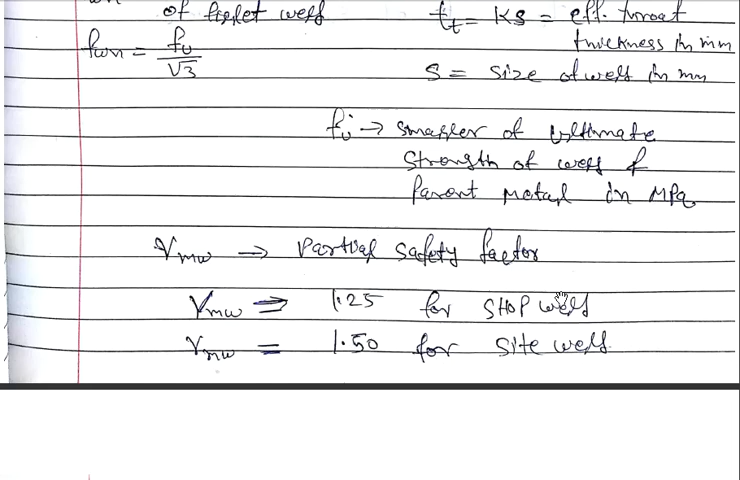 of fillet weld
t_t = KS = eff. throat
thickness in mm
fwn = fu/√3
S = size of weld in mm
fu → smaller of ultimate
strength of weld &
parent metal in MPa
γmw → Partial safety factor
γmw => 1.25 for SHOP weld
γmw = 1.50 for site weld